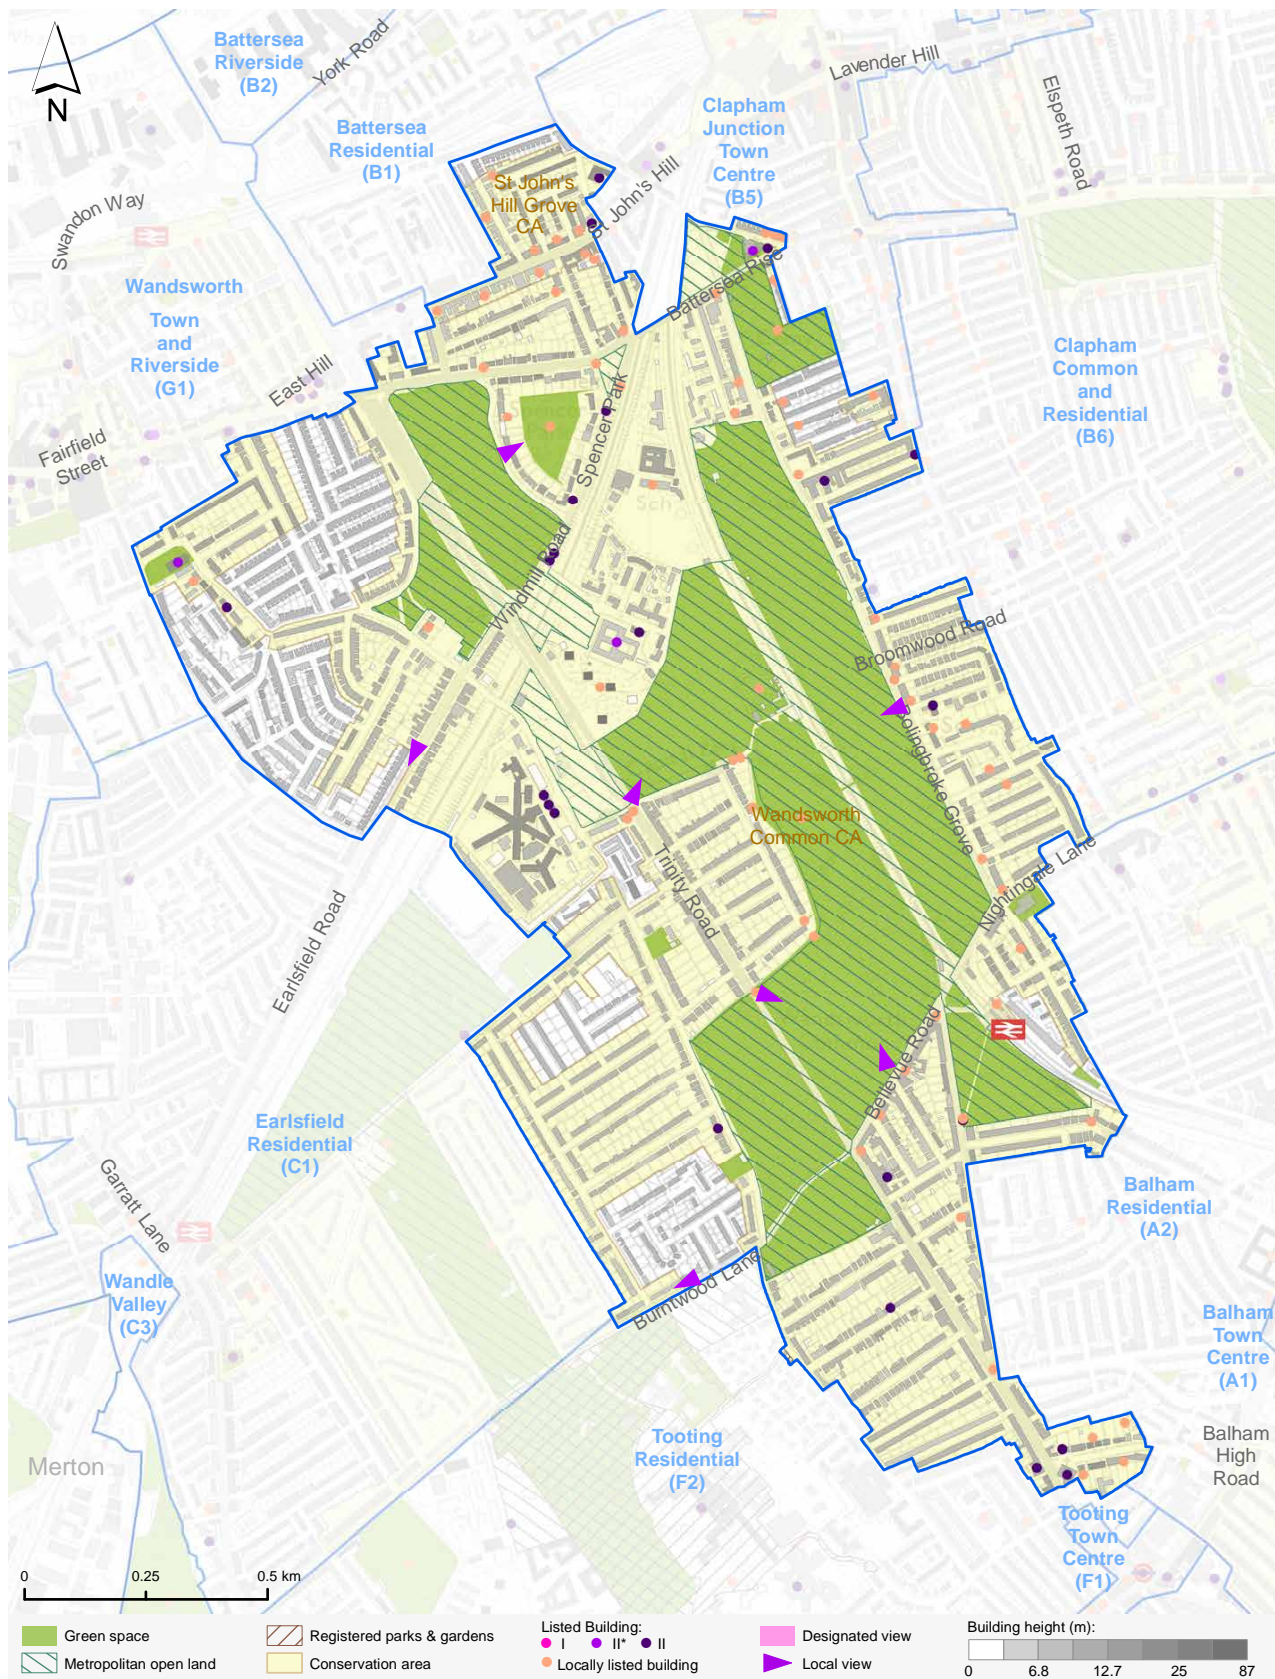 Battersea
Riverside
(B2)
York Road
Lavender Hill
Elspeth Road
Battersea
Residential
(B1)
Clapham
Junction
Town
Centre
(B5)
N
St John's
Hill Grove
CA
St John's Hill
Swandon Way
Battersea Rise
Wandsworth
Town
and
Riverside
(G1)
East Hill
Clapham
Common
and
Residential
(B6)
Fairfield
Street
Spencer Park
Windmill Road
Broomwood Road
Bolingbroke Grove
Wandsworth
Common CA
Trinity Road
Nightingale Lane
Earlsfield Road
Bellevue Road
Earlsfield
Residential
(C1)
Garratt Lane
Balham
Residential
(A2)
Wandle
Valley
(C3)
Burntwood Lane
Balham
Town
Centre
(A1)
Tooting
Residential
(F2)
Balham
High
Road
Merton
Tooting
Town
Centre
(F1)
0 0.25 0.5 km
Green space
Metropolitan open land
Registered parks & gardens
Conservation area
Listed Building:
I II* II
Locally listed building
Designated view
Local view
Building height (m):
0 6.8 12.7 25 37